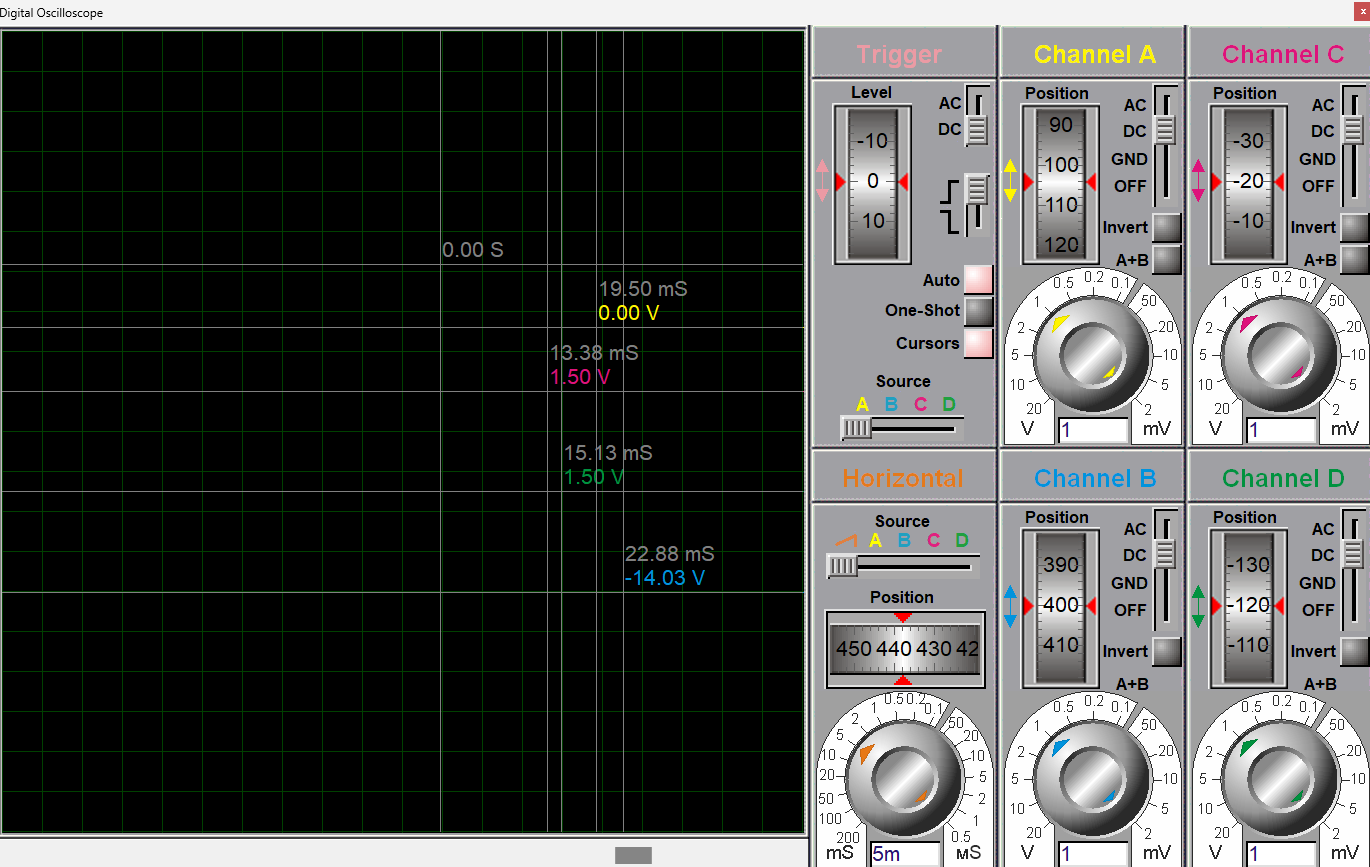 Digital Oscilloscope
x
0.00 S
19.50 mS
0.00 V
13.38 mS
1.50 V
15.13 mS
1.50 V
22.88 mS
-14.03 V
Trigger
Level
-10
0
10
AC
DC
Auto
One-Shot
Cursors
Source
A B C D
Channel A
Position
90
100
110
120
AC
DC
GND
OFF
Invert
A+B
20 10 5 2 1 0.5 0.2 0.1 50 20 10 5 2
V
1
mV
Channel C
Position
-30
-20
-10
AC
DC
GND
OFF
Invert
A+B
20 10 5 2 1 0.5 0.2 0.1 50 20 10 5 2
V
1
mV
Horizontal
Source
A B C D
Position
450 440 430 42
200 100 50 20 10 5 2 1 0.5 0.2 0.1 50 20 10 5 2 1 0.5
mS
5m
мS
Channel B
Position
390
400
410
AC
DC
GND
OFF
Invert
A+B
20 10 5 2 1 0.5 0.2 0.1 50 20 10 5 2
V
1
mV
Channel D
Position
-130
-120
-110
AC
DC
GND
OFF
Invert
A+B
20 10 5 2 1 0.5 0.2 0.1 50 20 10 5 2
V
1
mV